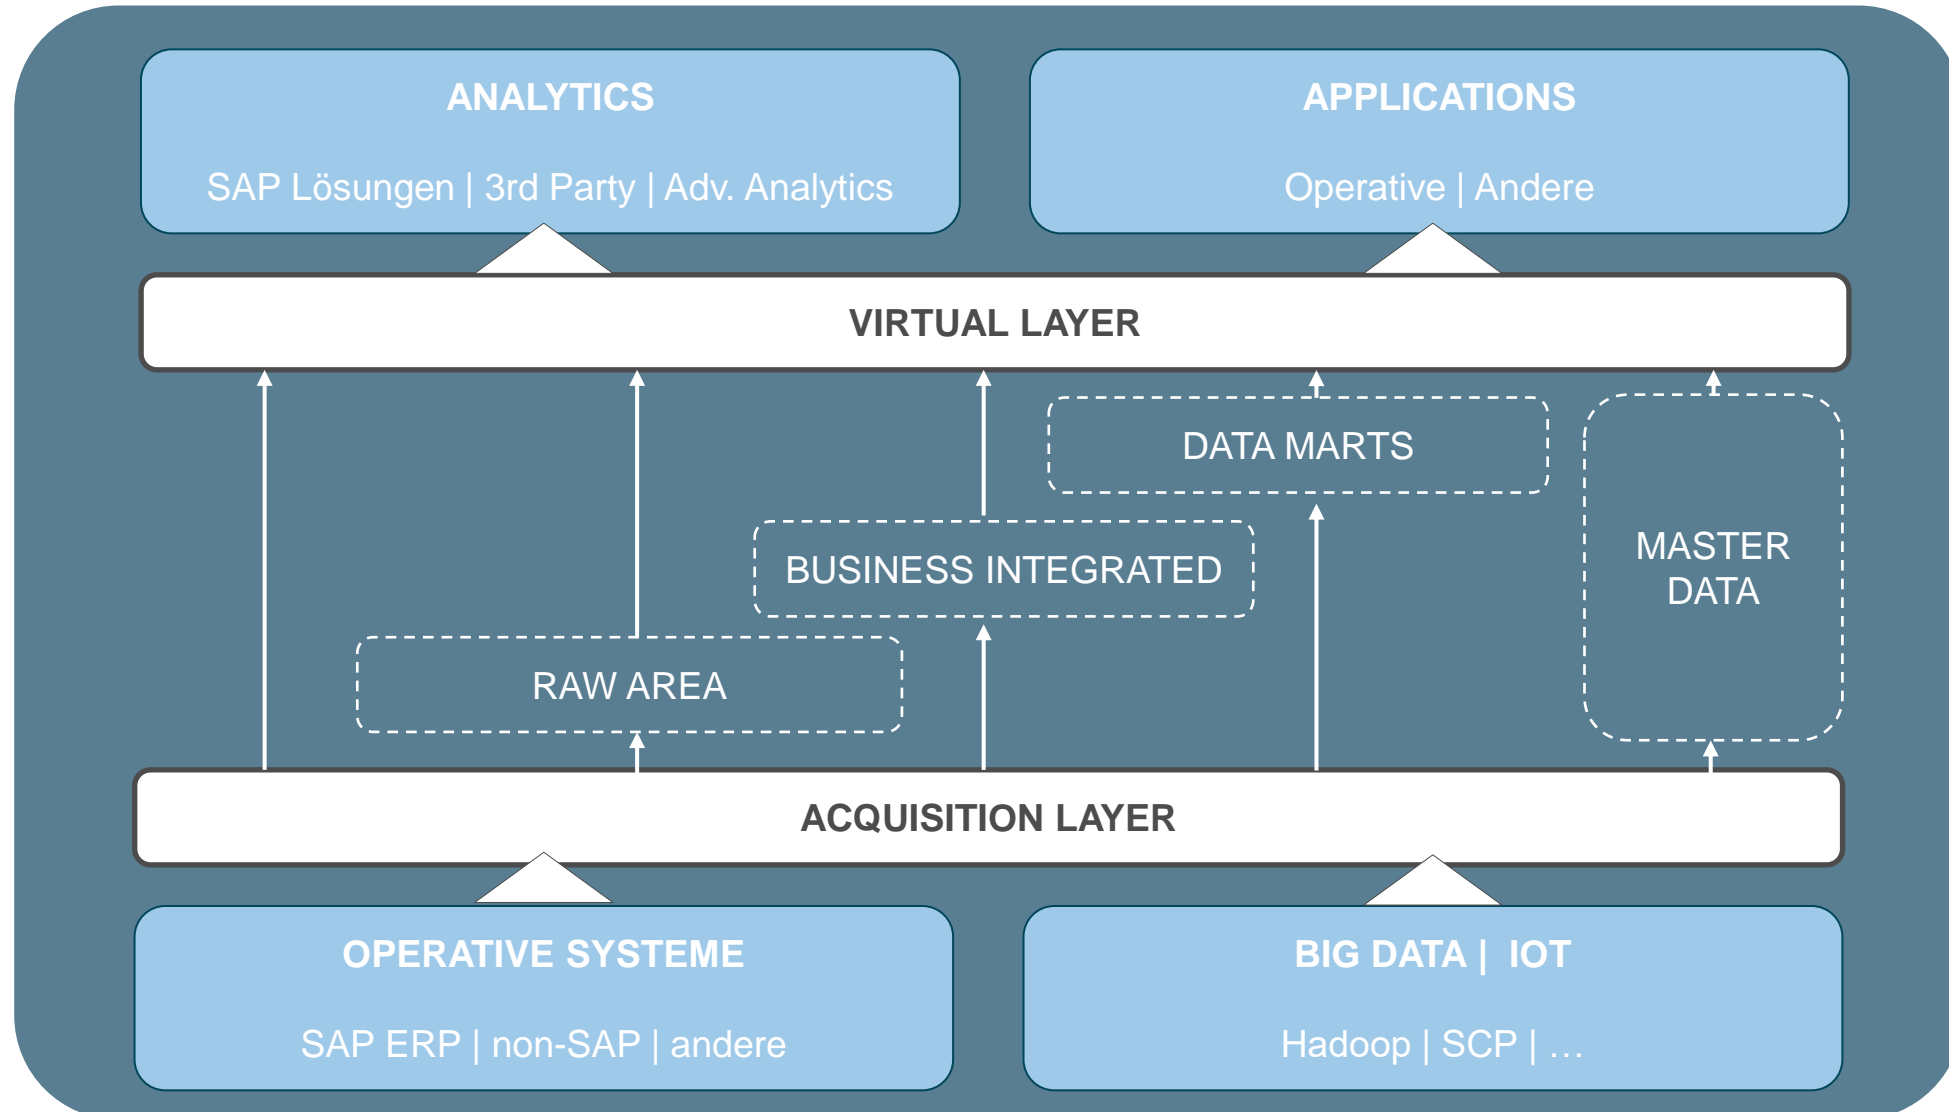 ANALYTICS
SAP Lösungen | 3rd Party | Adv. Analytics
APPLICATIONS
Operative | Andere
VIRTUAL LAYER
DATA MARTS
MASTER
DATA
BUSINESS INTEGRATED
RAW AREA
ACQUISITION LAYER
OPERATIVE SYSTEME
SAP ERP | non-SAP | andere
BIG DATA | IOT
Hadoop | SCP | …